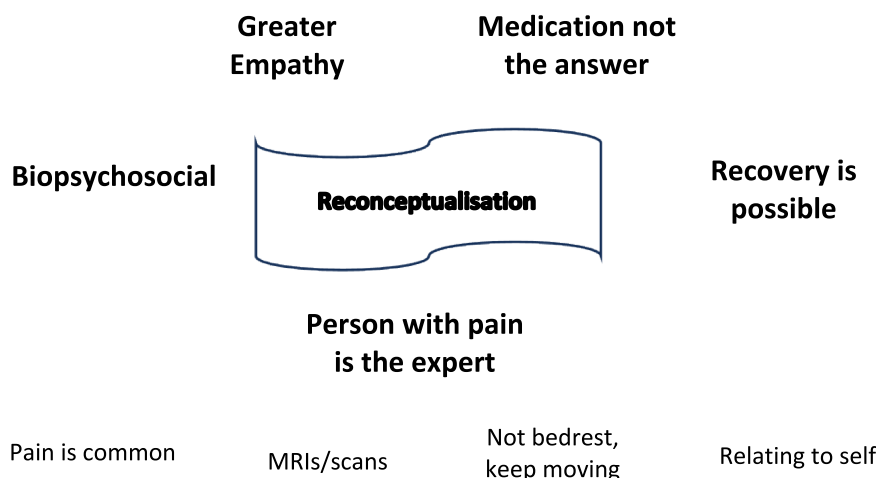 Greater
Empathy
Medication not
the answer
Biopsychosocial
Reconceptualisation
Recovery is
possible
Person with pain
is the expert
Pain is common
MRIs/scans
Not bedrest,
keep moving
Relating to self